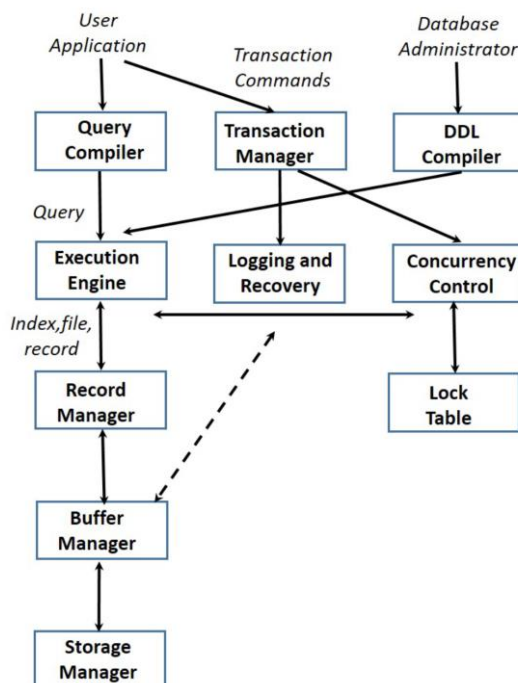 User
Application
Transaction
Commands
Database
Administrator
Query
Compiler
Transaction
Manager
DDL
Compiler
Query
Execution
Engine
Logging and
Recovery
Concurrency
Control
Index,file,
record
Record
Manager
Lock
Table
Buffer
Manager
Storage
Manager